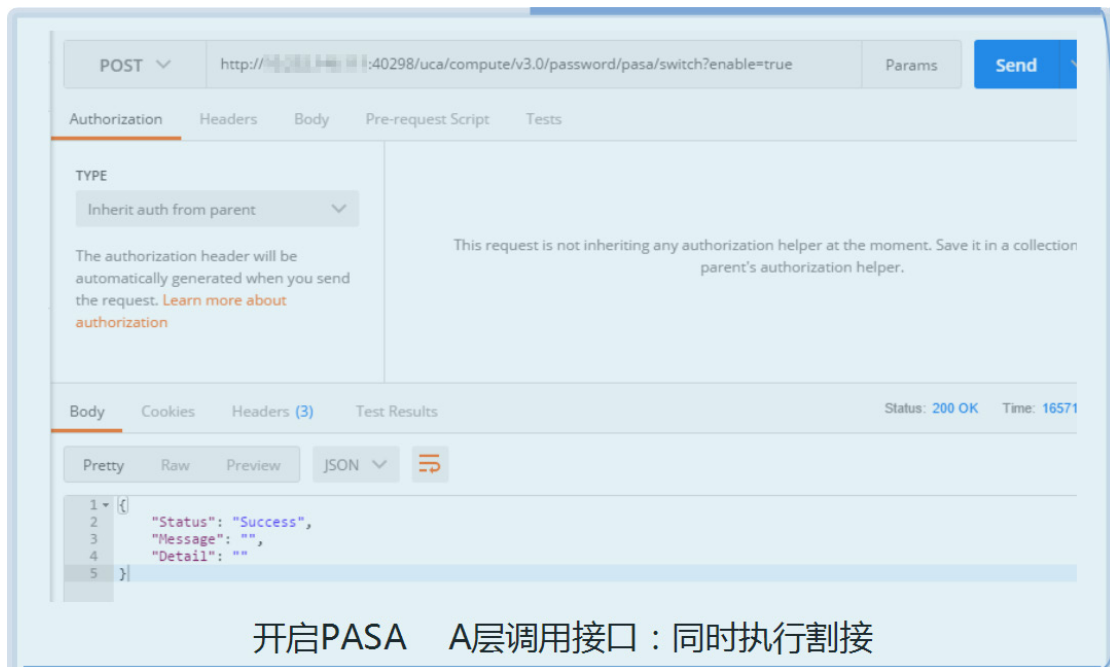 POST http:// :40298/uca/compute/v3.0/password/pasa/switch?enable=true Params Send
Authorization Headers Body Pre-request Script Tests
TYPE
Inherit auth from parent
The authorization header will be
automatically generated when you send
the request. Learn more about
authorization
This request is not inheriting any authorization helper at the moment. Save it in a collection
parent's authorization helper.
Body Cookies Headers (3) Test Results Status: 200 OK Time: 16571
Pretty Raw Preview JSON
1 {
2 "Status": "Success",
3 "Message": "",
4 "Detail": ""
5 }
开启PASA A层调用接口：同时执行割接